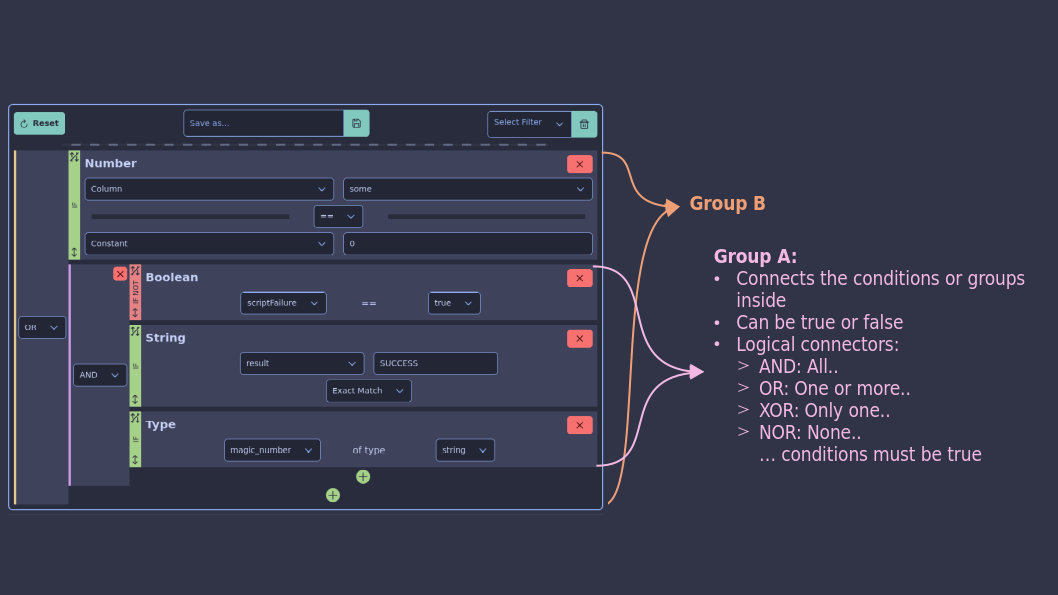 Reset
Save as...
Select Filter
Number
IF
Column
some
==
Constant
0
OR
AND
Boolean
IF NOT
scriptFailure
==
true
String
IF
result
SUCCESS
Exact Match
Type
IF
magic_number
of type
string
Group B
Group A:
• Connects the conditions or groups
inside
• Can be true or false
• Logical connectors:
> AND: All..
> OR: One or more..
> XOR: Only one..
> NOR: None..
... conditions must be true